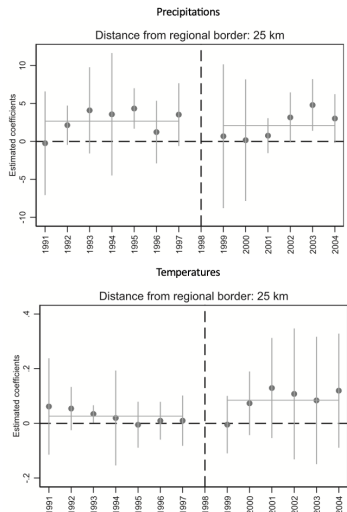 Precipitations
Distance from regional border: 25 km
Estimated coefficients
10
5
0
-5
-10
1991 1992 1993 1994 1995 1996 1997 1998 1999 2000 2001 2002 2003 2004
Temperatures
Distance from regional border: 25 km
Estimated coefficients
.4
.2
0
-.2
1991 1992 1993 1994 1995 1996 1997 1998 1999 2000 2001 2002 2003 2004